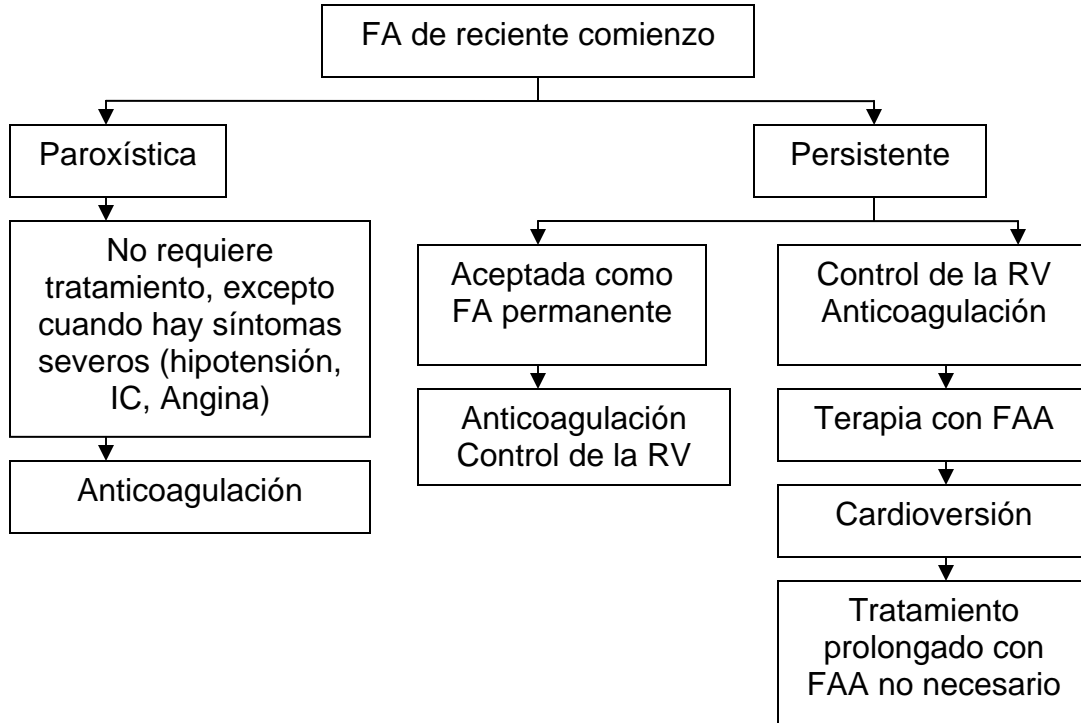 FA de reciente comienzo
Paroxística
Persistente
No requiere
tratamiento, excepto
cuando hay síntomas
severos (hipotensión,
IC, Angina)
Anticoagulación
Aceptada como
FA permanente
Anticoagulación
Control de la RV
Control de la RV
Anticoagulación
Terapia con FAA
Cardioversión
Tratamiento
prolongado con
FAA no necesario